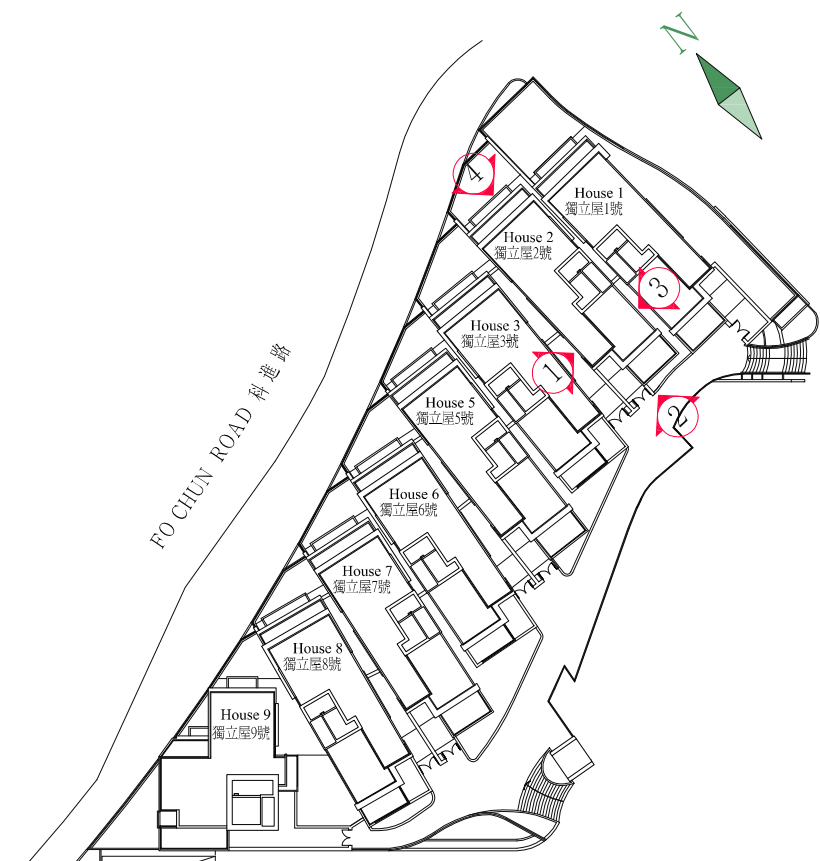 N
4
House 1
獨立屋1號
House 2
獨立屋2號
3
House 3
獨立屋3號
1
House 5
獨立屋5號
2
FO CHUN ROAD 科進路
House 6
獨立屋6號
House 7
獨立屋7號
House 8
獨立屋8號
House 9
獨立屋9號